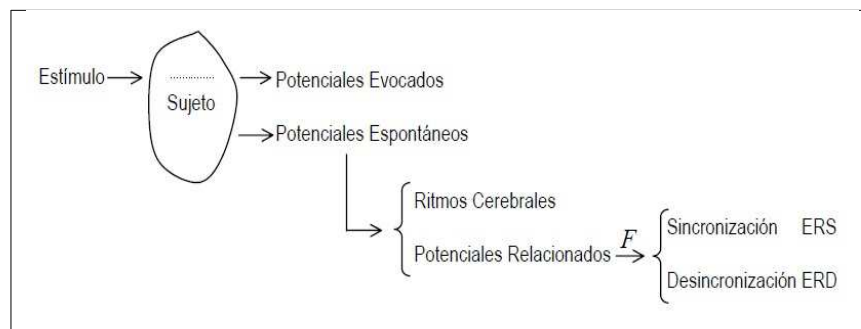 Estímulo
Sujeto
Potenciales Evocados
Potenciales Espontáneos
Ritmos Cerebrales
Potenciales Relacionados
F
Sincronización ERS
Desincronización ERD